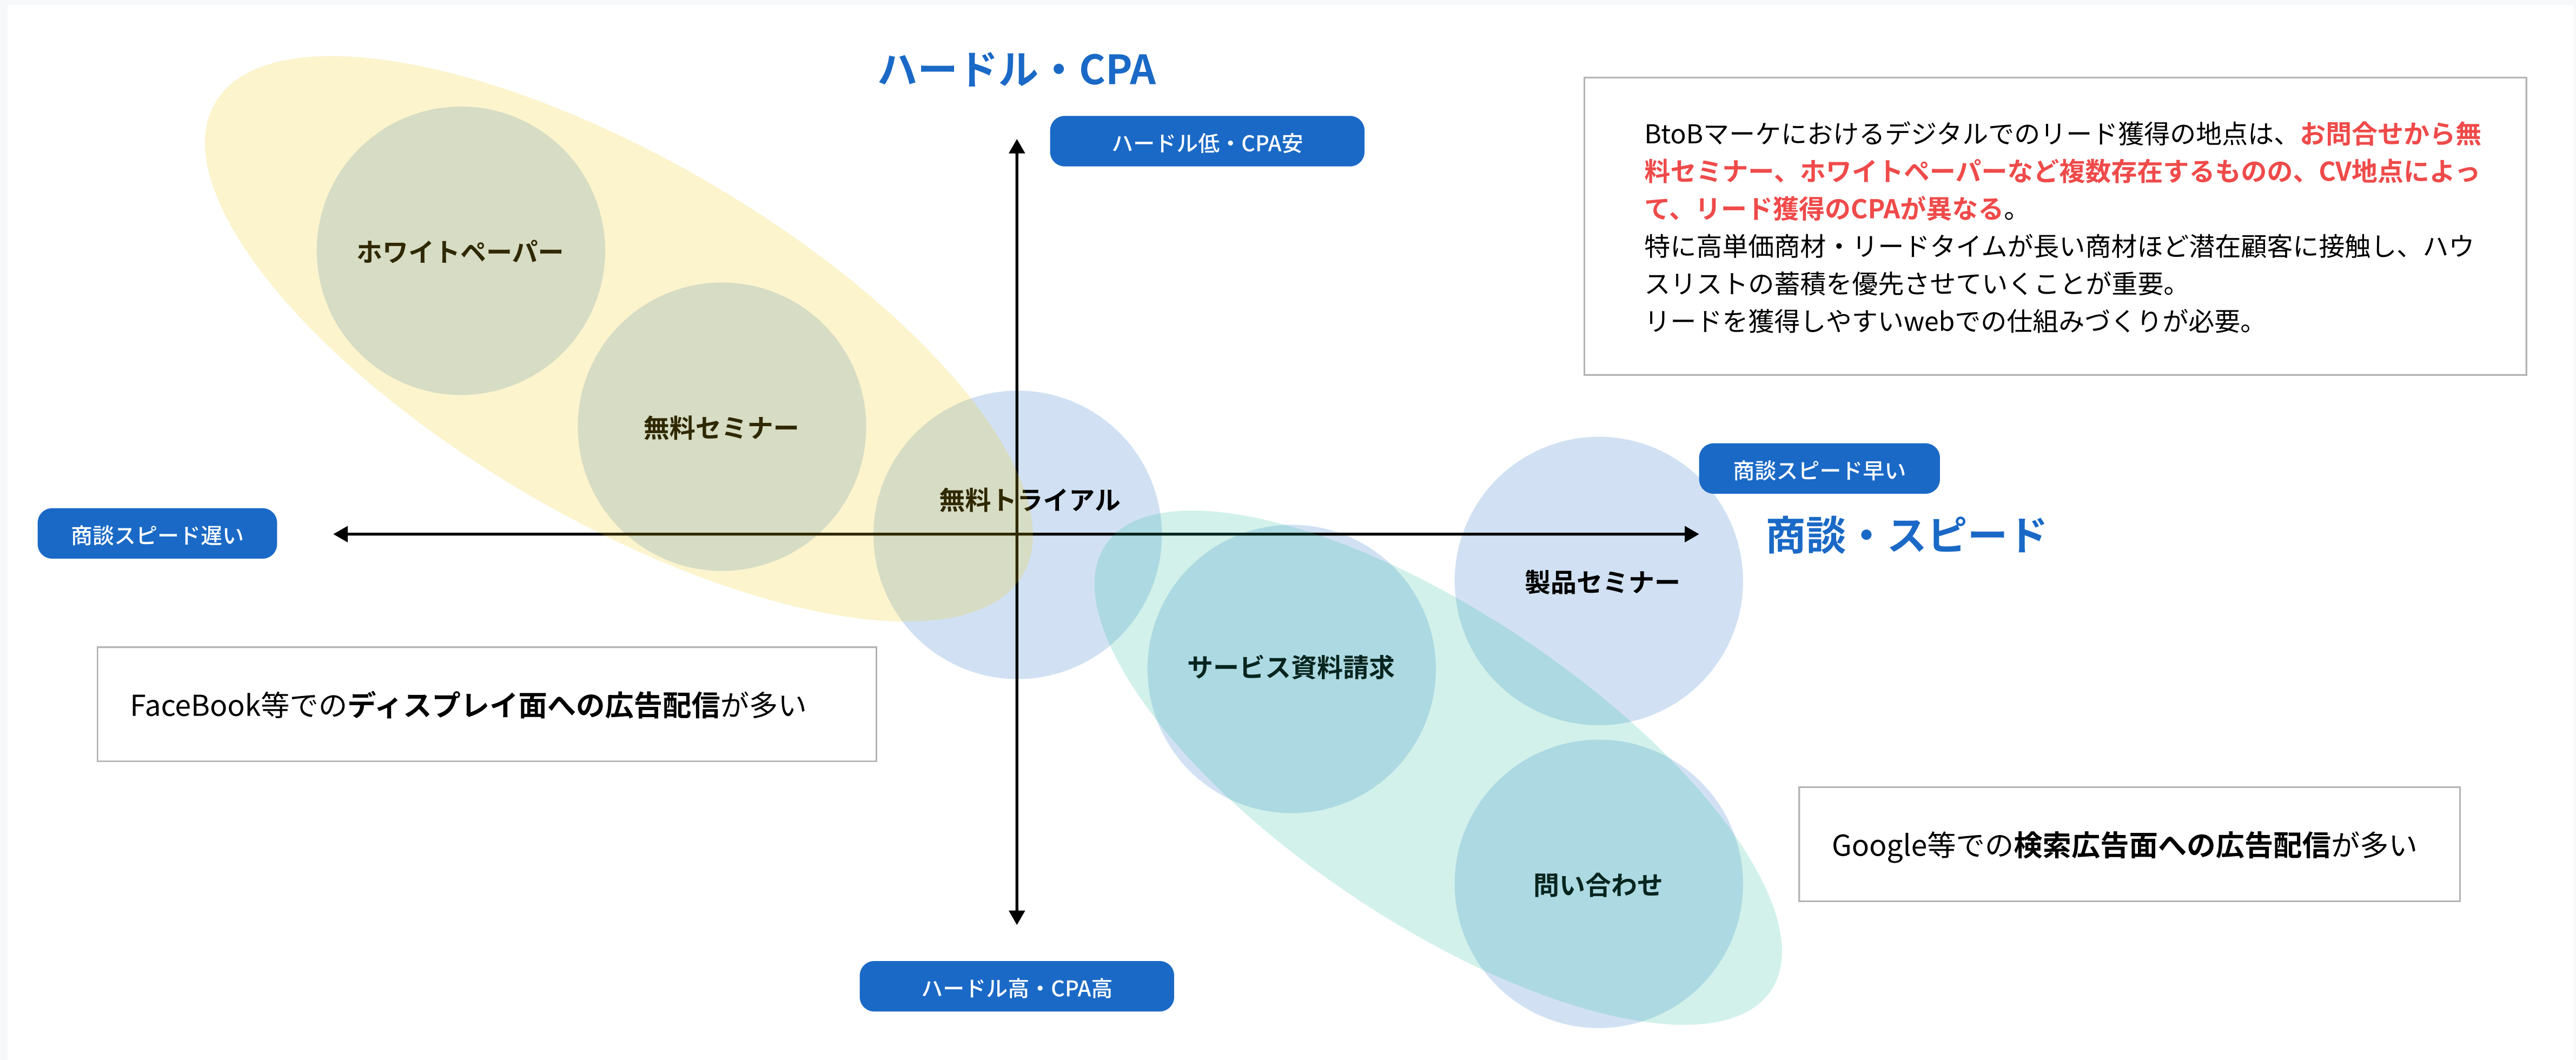 ハードル・CPA
ハードル低・CPA安
BtoBマーケにおけるデジタルでのリード獲得の地点は、お問合せから無
料セミナー、ホワイトペーパーなど複数存在するものの、CV地点によっ
て、リード獲得のCPAが異なる。
特に高単価商材・リードタイムが長い商材ほど潜在顧客に接触し、ハウ
スリストの蓄積を優先させていくことが重要。
リードを獲得しやすいwebでの仕組みづくりが必要。
ホワイトペーパー
無料セミナー
無料トライアル
商談スピード早い
商談スピード遅い
商談・スピード
製品セミナー
サービス資料請求
FaceBook等でのディスプレイ面への広告配信が多い
Google等での検索広告面への広告配信が多い
問い合わせ
ハードル高・CPA高